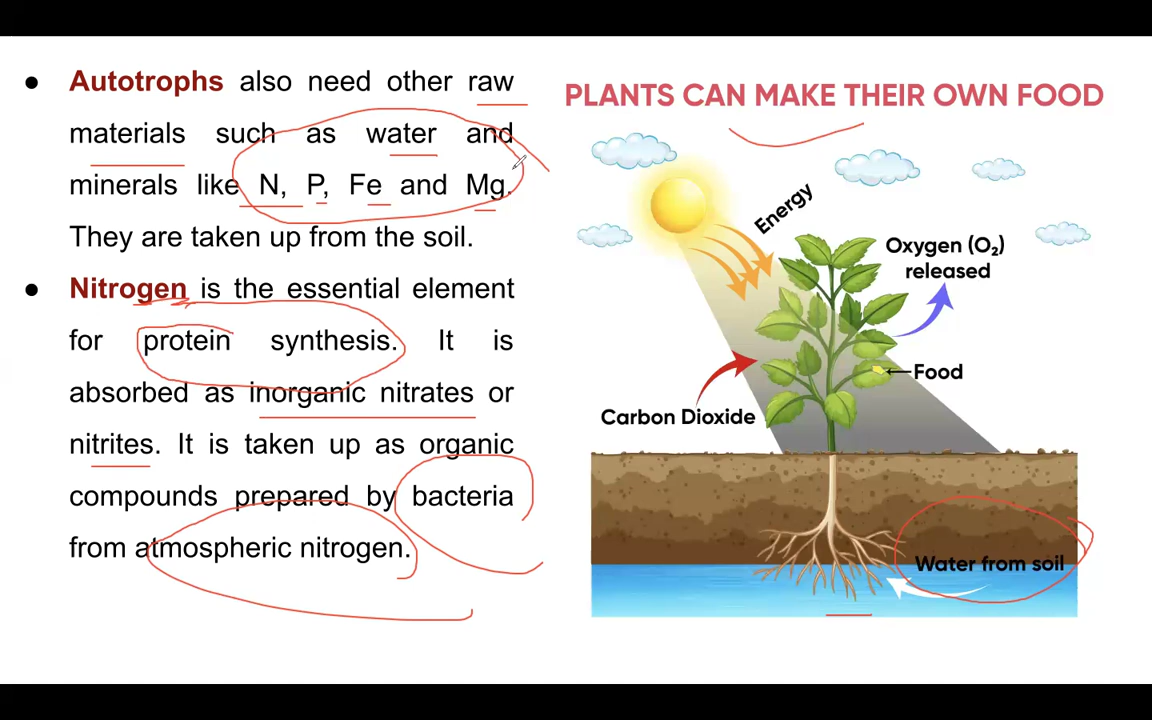 ● Autotrophs also need other raw
materials such as water and
minerals like N, P, Fe and Mg.
They are taken up from the soil.
● Nitrogen is the essential element
for protein synthesis. It is
absorbed as inorganic nitrates or
nitrites. It is taken up as organic
compounds prepared by bacteria
from atmospheric nitrogen.
PLANTS CAN MAKE THEIR OWN FOOD
Energy
Oxygen (O₂)
released
Food
Carbon Dioxide
Water from soil